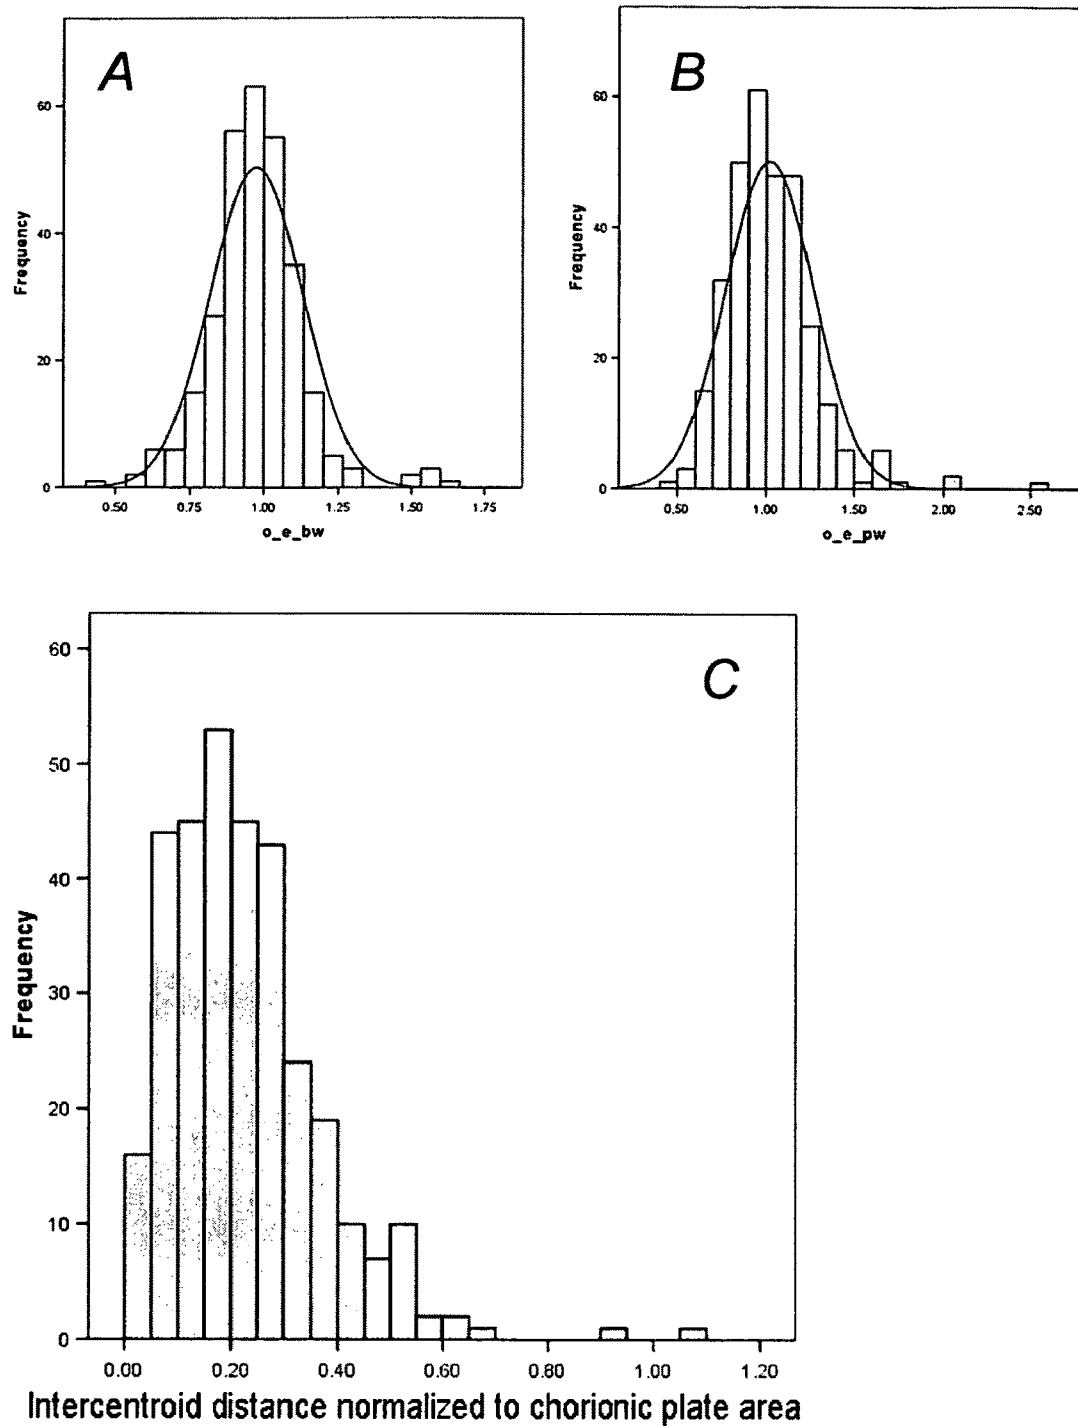 A
60
40
20
0
Frequency
0.50 0.75 1.00 1.25 1.50 1.75
o_e_bw
B
60
40
20
0
Frequency
0.50 1.00 1.50 2.00 2.50
o_e_pw
C
60
50
40
30
20
10
0
Frequency
0.00 0.20 0.40 0.60 0.80 1.00 1.20
Intercentroid distance normalized to chorionic plate area